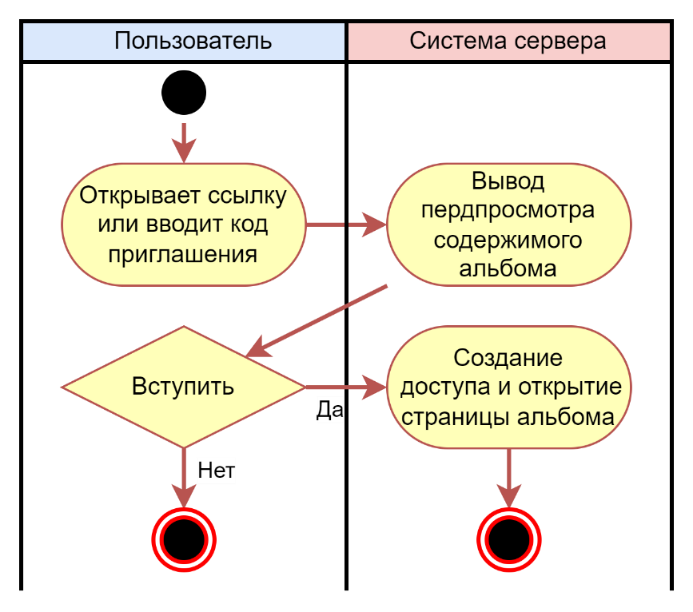 Пользователь
Система сервера
Открывает ссылку
или вводит код
приглашения
Вывод
пердпросмотра
содержимого
альбома
Вступить
Да
Создание
доступа и открытие
страницы альбома
Нет